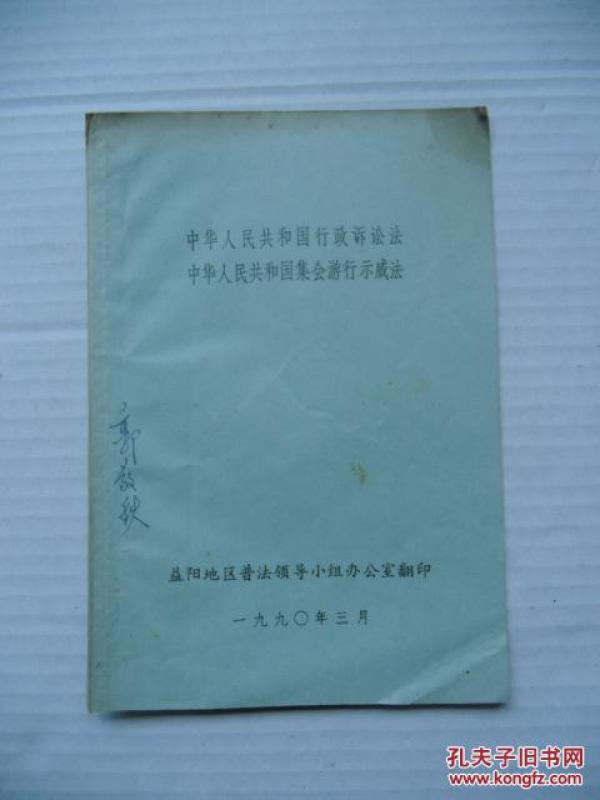 中华人民共和国行政诉讼法
中华人民共和国集会游行示威法
郭
秋
益阳地区普法领导小组办公室翻印
一九九〇年三月
孔夫子旧书网
www.kongfz.com